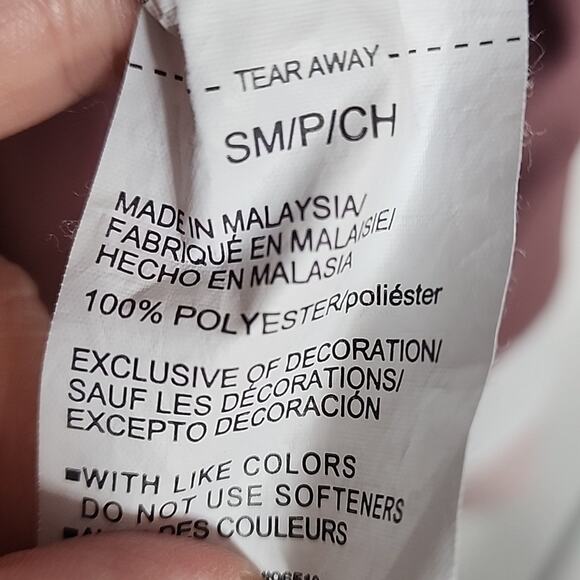 TEAR AWAY
SM/P/CH
MADE IN MALAYSIA/
FABRIQUÉ EN MALAISIE/
HECHO EN MALASIA
100% POLYESTER/poliéster
EXCLUSIVE OF DECORATION/
SAUF LES DÉCORATIONS/
EXCEPTO DECORACIÓN
■WITH LIKE COLORS
DO NOT USE SOFTENERS
DES COULEURS